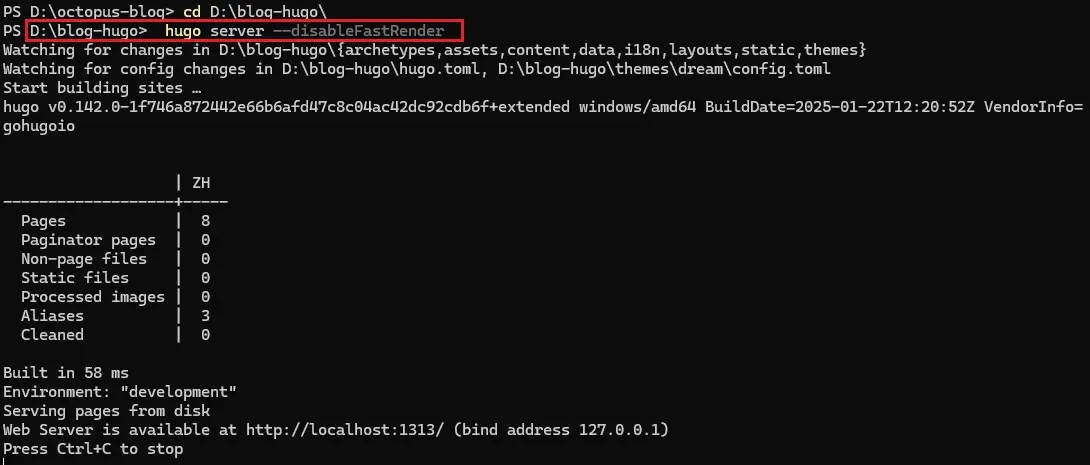 PS D:\octopus-blog> cd D:\blog-hugo\
PS D:\blog-hugo>  hugo server --disableFastRender
Watching for changes in D:\blog-hugo\{archetypes,assets,content,data,i18n,layouts,static,themes}
Watching for config changes in D:\blog-hugo\hugo.toml, D:\blog-hugo\themes\dream\config.toml
Start building sites …
hugo v0.142.0-1f746a872442e66b6afd47c8c04ac42dc92cdb6f+extended windows/amd64 BuildDate=2025-01-22T12:20:52Z VendorInfo=
gohugoio
                   | ZH
-------------------+-----
  Pages            |  8
  Paginator pages  |  0
  Non-page files   |  0
  Static files     |  0
  Processed images |  0
  Aliases          |  3
  Cleaned          |  0
Built in 58 ms
Environment: "development"
Serving pages from disk
Web Server is available at http://localhost:1313/ (bind address 127.0.0.1)
Press Ctrl+C to stop